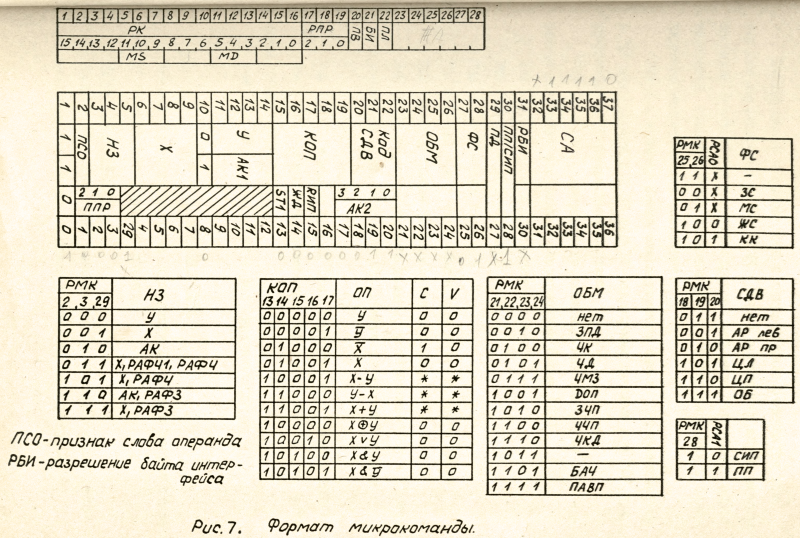 1 2 3 4 5 6 7 8 9 10 11 12 13 14 15 16 17 18 19 20 21 22 23 24 25 26 27 28
РК РПР ПВ БИ ПЛ
15 14 13 12 11 10 9 8 7 6 5 4 3 2 1 0 2 1 0
MS MD
1 2 3 4 5 6 7 8 9 10 11 12 13 14 15 16 17 18 19 20 21 22 23 24 25 26 27 28 29 30 31 32 33 34 35 36 37
1 ПСО НЗ X 0 У КОП КОД СДВ ОБМ ФС ПД ПП/СИП РБИ СА
1 1 АК1
0 2 1 0 ST1 ЖД RИП 3 2 1 0
ППР АК2
0 1 2 3 29 4 5 6 7 8 9 10 11 12 13 14 15 16 17 18 19 20 21 22 23 24 25 26 27 28 30 31 32 33 34 35 36
РМК 25,26 ФС
1 1 X –
0 0 X ЗС
0 1 X МС
1 0 0 ЖС
1 0 1 КК
РМК 2,3,29 НЗ
0 0 0 У
0 0 1 X
0 1 0 АК
0 1 1 X, РАФЧ1, РАФЧ
1 0 1 X, РАФЧ
1 1 0 АК, РАФЗ
1 1 1 X, РАФЗ
КОП 13 14 15 16 17 ОП C V
0 0 0 0 0 У 0 0
0 0 0 0 1 У̅ 0 0
0 1 0 0 0 X̅ 1 0
0 1 0 0 1 X 0 0
1 0 0 0 1 X-У * *
1 0 0 0 У-X * *
1 1 0 0 1 X+У * *
1 0 0 0 X⊕У 0 0
1 0 0 1 0 X∨У 0 0
1 0 1 0 0 X&У 0 0
1 0 1 0 1 X&У̅ 0 0
РМК 21,22,23,24 ОБМ
0 0 0 0 нет
0 0 1 0 ЗПД
0 1 0 0 ЧК
0 1 0 1 ЧД
0 1 1 1 ЧМЗ
1 0 0 1 ДОП
1 0 1 0 ЗЧП
1 1 0 0 ЧЧП
1 1 1 0 ЧКД
1 0 1 1 –
1 1 0 1 БАЧ
1 1 1 1 ПАВП
РМК 18 19 20 СДВ
0 1 1 нет
0 0 1 АР лев
0 1 0 АР пр
1 0 1 ЦЛ
1 1 0 ЦП
1 1 1 ОБ
РМК 28
1 0 СИП
1 1 ПП
ПСО-признак слова операнда
РБИ-разрешение байта интер-
фейса
Рис. 7. Формат микрокоманды.